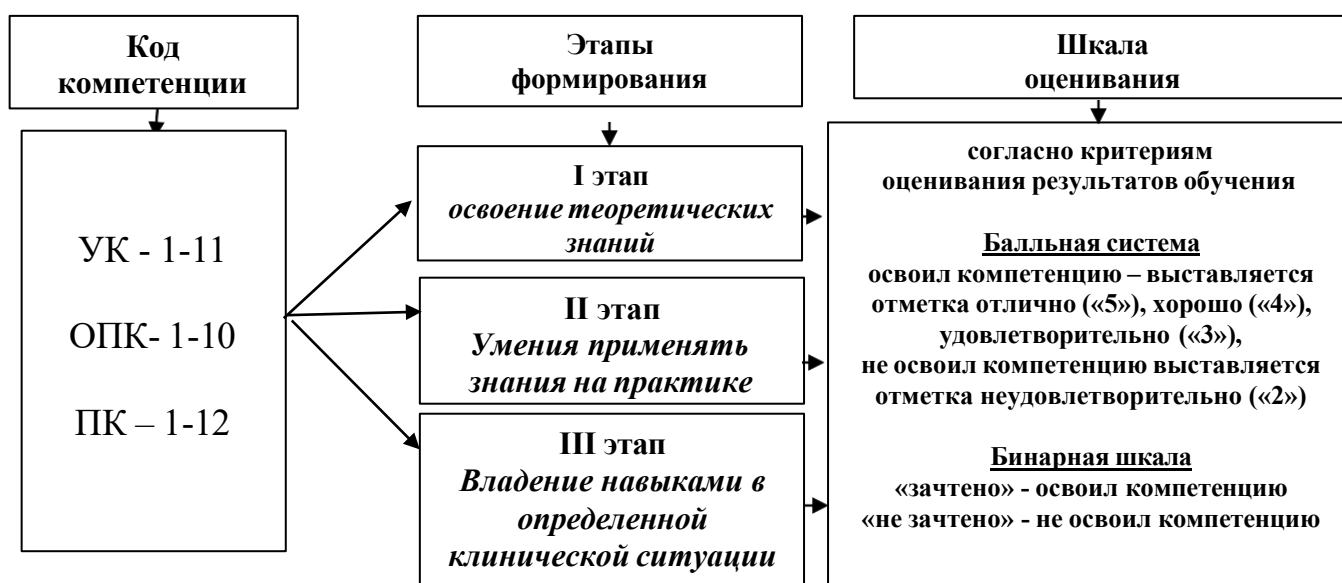 Код
компетенции
Этапы
формирования
Шкала
оценивания
УК - 1-11
ОПК- 1-10
ПК – 1-12
I этап
освоение теоретических
знаний
II этап
Умения применять
знания на практике
III этап
Владение навыками в
определенной
клинической ситуации
согласно критериям
оценивания результатов обучения
Балльная система
освоил компетенцию – выставляется
отметка отлично («5»), хорошо («4»),
удовлетворительно («3»),
не освоил компетенцию выставляется
отметка неудовлетворительно («2»)
Бинарная шкала
«зачтено» - освоил компетенцию
«не зачтено» - не освоил компетенцию